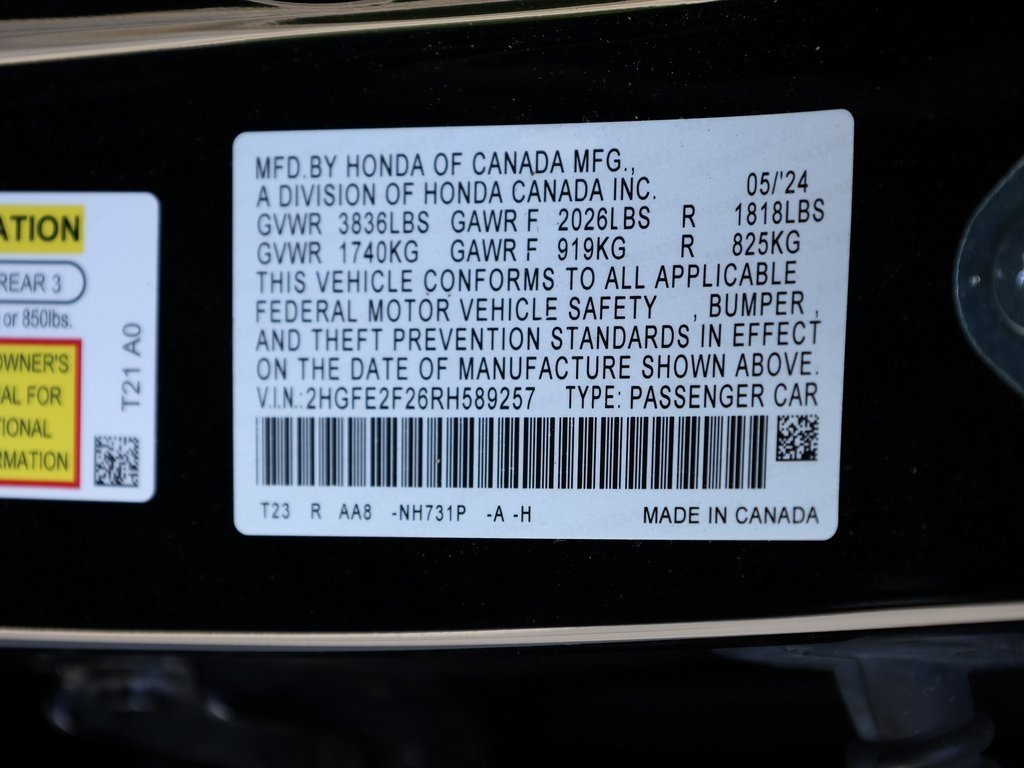 ATION
REAR 3
or 850lbs.
OWNER'S
AL FOR
IONAL
RMATION
T21 A0
MFD.BY HONDA OF CANADA MFG.,
A DIVISION OF HONDA CANADA INC. 05/'24
GVWR 3836LBS GAWR F 2026LBS R 1818LBS
GVWR 1740KG GAWR F 919KG R 825KG
THIS VEHICLE CONFORMS TO ALL APPLICABLE
FEDERAL MOTOR VEHICLE SAFETY , BUMPER ,
AND THEFT PREVENTION STANDARDS IN EFFECT
ON THE DATE OF MANUFACTURE SHOWN ABOVE.
V.I.N.: 2HGFE2F26RH589257 TYPE: PASSENGER CAR
T23 R AA8 -NH731P -A -H MADE IN CANADA